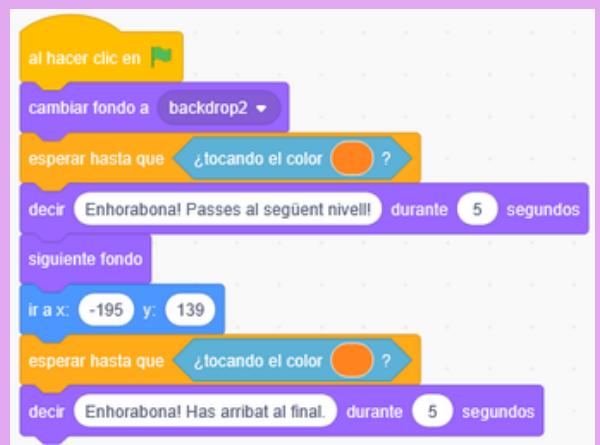 al hacer clic en
cambiar fondo a backdrop2
esperar hasta que ¿tocando el color ?
decir Enhorabona! Passes al següent nivell! durante 5 segundos
siguiente fondo
ir a x: -195 y: 139
esperar hasta que ¿tocando el color ?
decir Enhorabona! Has arribat al final. durante 5 segundos